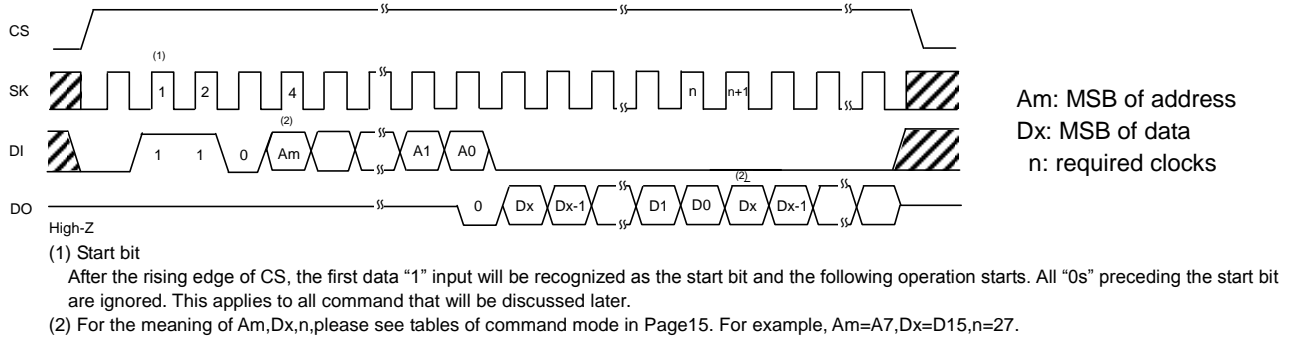 CS
(1)
SK 1 2 4 n n+1
(2)
DI 1 1 0 Am A1 A0
(2)
DO 0 Dx Dx-1 D1 D0 Dx Dx-1
High-Z
Am: MSB of address
Dx: MSB of data
n: required clocks
(1) Start bit
After the rising edge of CS, the first data “1” input will be recognized as the start bit and the following operation starts. All “0s” preceding the start bit
are ignored. This applies to all command that will be discussed later.
(2) For the meaning of Am,Dx,n,please see tables of command mode in Page15. For example, Am=A7,Dx=D15,n=27.